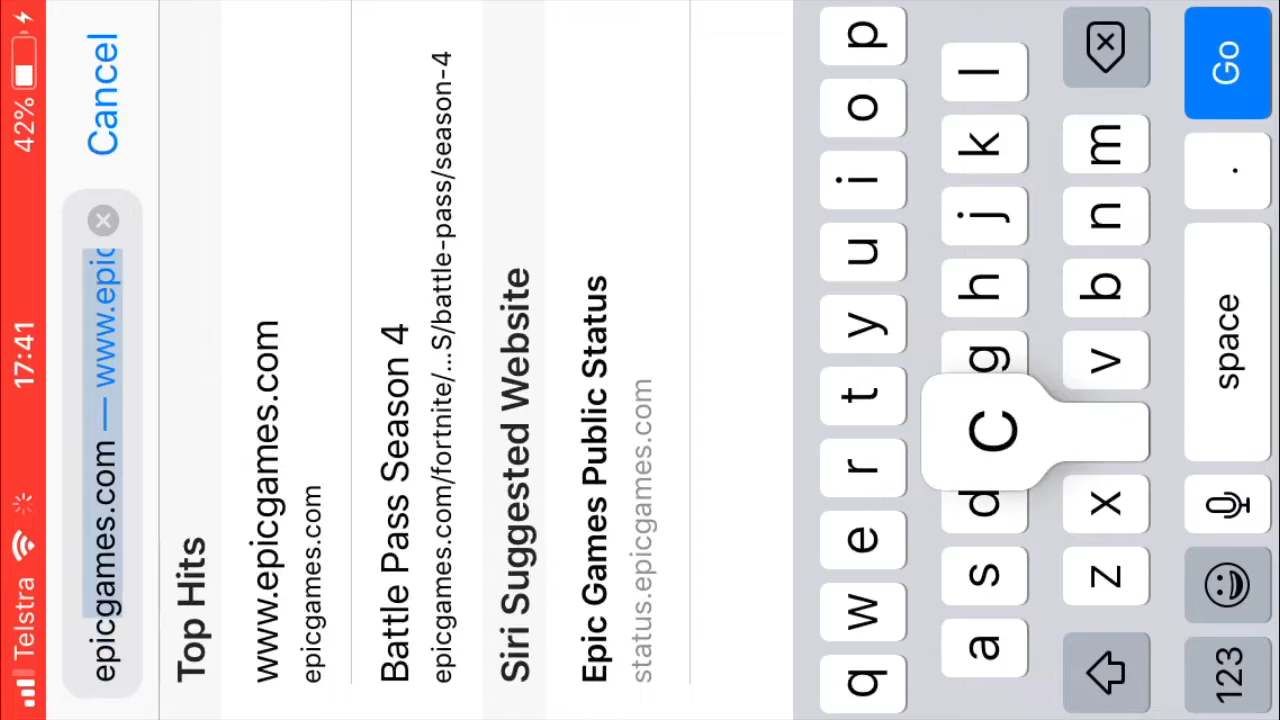 Telstra 17:41 42%
epicgames.com — www.epic Cancel
Top Hits
www.epicgames.com
epicgames.com
Battle Pass Season 4
epicgames.com/fortnite/...S/battle-pass/season-4
Siri Suggested Website
Epic Games Public Status
status.epicgames.com
q w e r t y u i o p
a s d g h j k l
z x c v b n m
123 space . Go